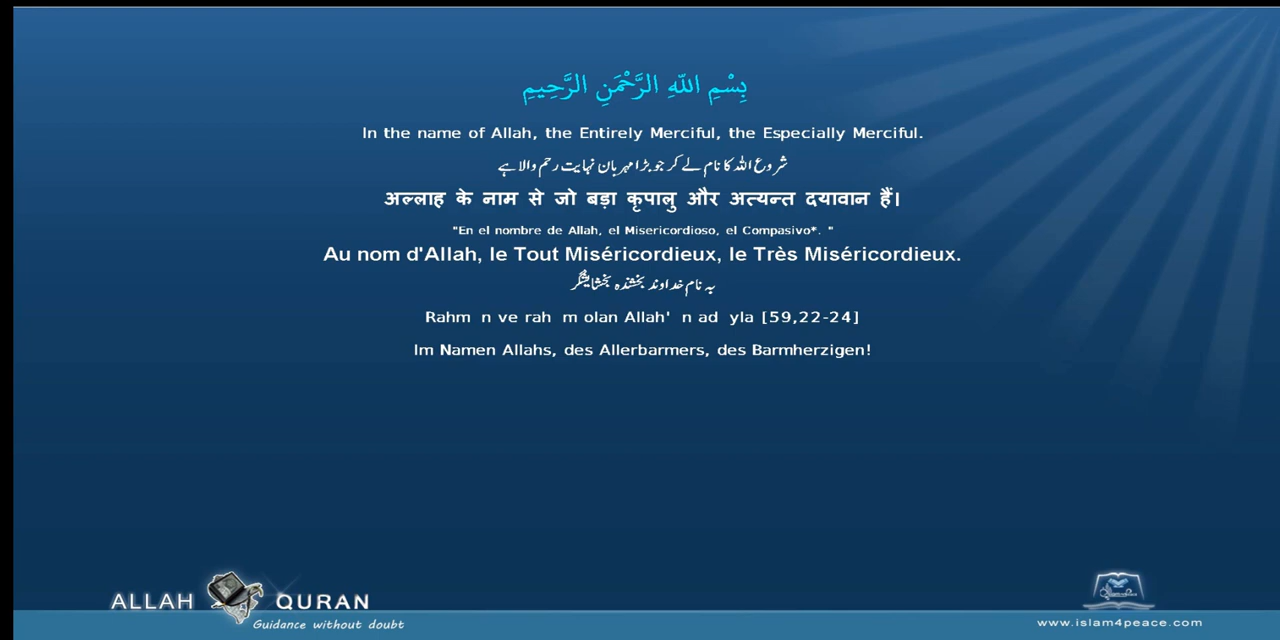 بِسْمِ اللّهِ الرَّحْمَنِ الرَّحِيمِ
In the name of Allah, the Entirely Merciful, the Especially Merciful.
شروع اللہ کا نام لے کر جو بڑا مہربان نہایت رحم والا ہے
अल्लाह के नाम से जो बड़ा कृपालु और अत्यन्त दयावान हैं।
"En el nombre de Allah, el Misericordioso, el Compasivo*. "
Au nom d'Allah, le Tout Miséricordieux, le Très Miséricordieux.
به نام خداوند بخشنده بخشایشگر
Rahm n ve rah m olan Allah' n ad yla [59,22-24]
Im Namen Allahs, des Allerbarmers, des Barmherzigen!
ALLAH QURAN
Guidance without doubt
www.islam4peace.com